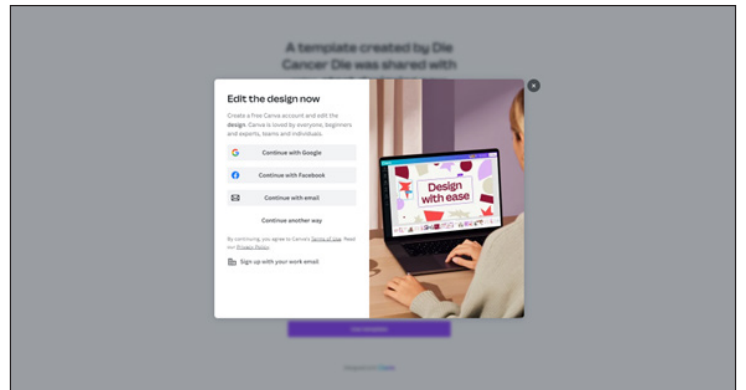 A template created by Die
Cancer Die was shared with
Edit the design now
Create a free Canva account and edit the
design. Canva is loved by everyone, beginners
and experts, teams and individuals.
Continue with Google
Continue with Facebook
Continue with email
Continue another way
By continuing, you agree to Canva's Terms of Use. Read
our Privacy Policy.
Sign up with your work email
Design
with ease